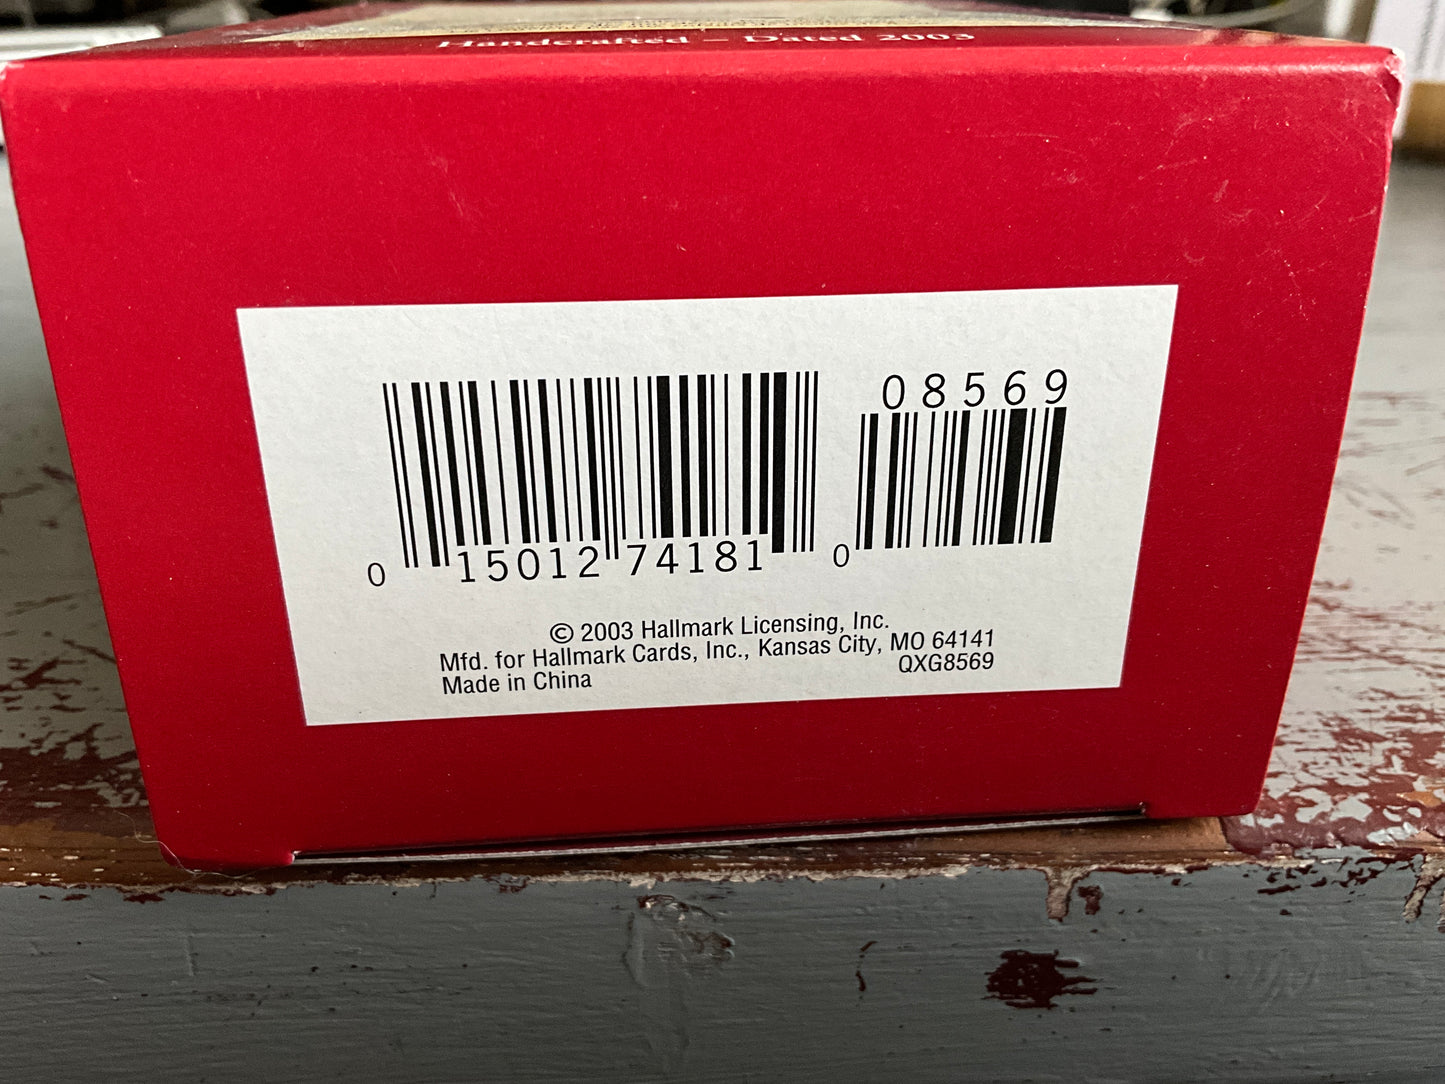 Handcrafted – Dated 2003
08569
0 15012 74181 0
© 2003 Hallmark Licensing, Inc.
Mfd. for Hallmark Cards, Inc., Kansas City, MO 64141
Made in China QXG8569